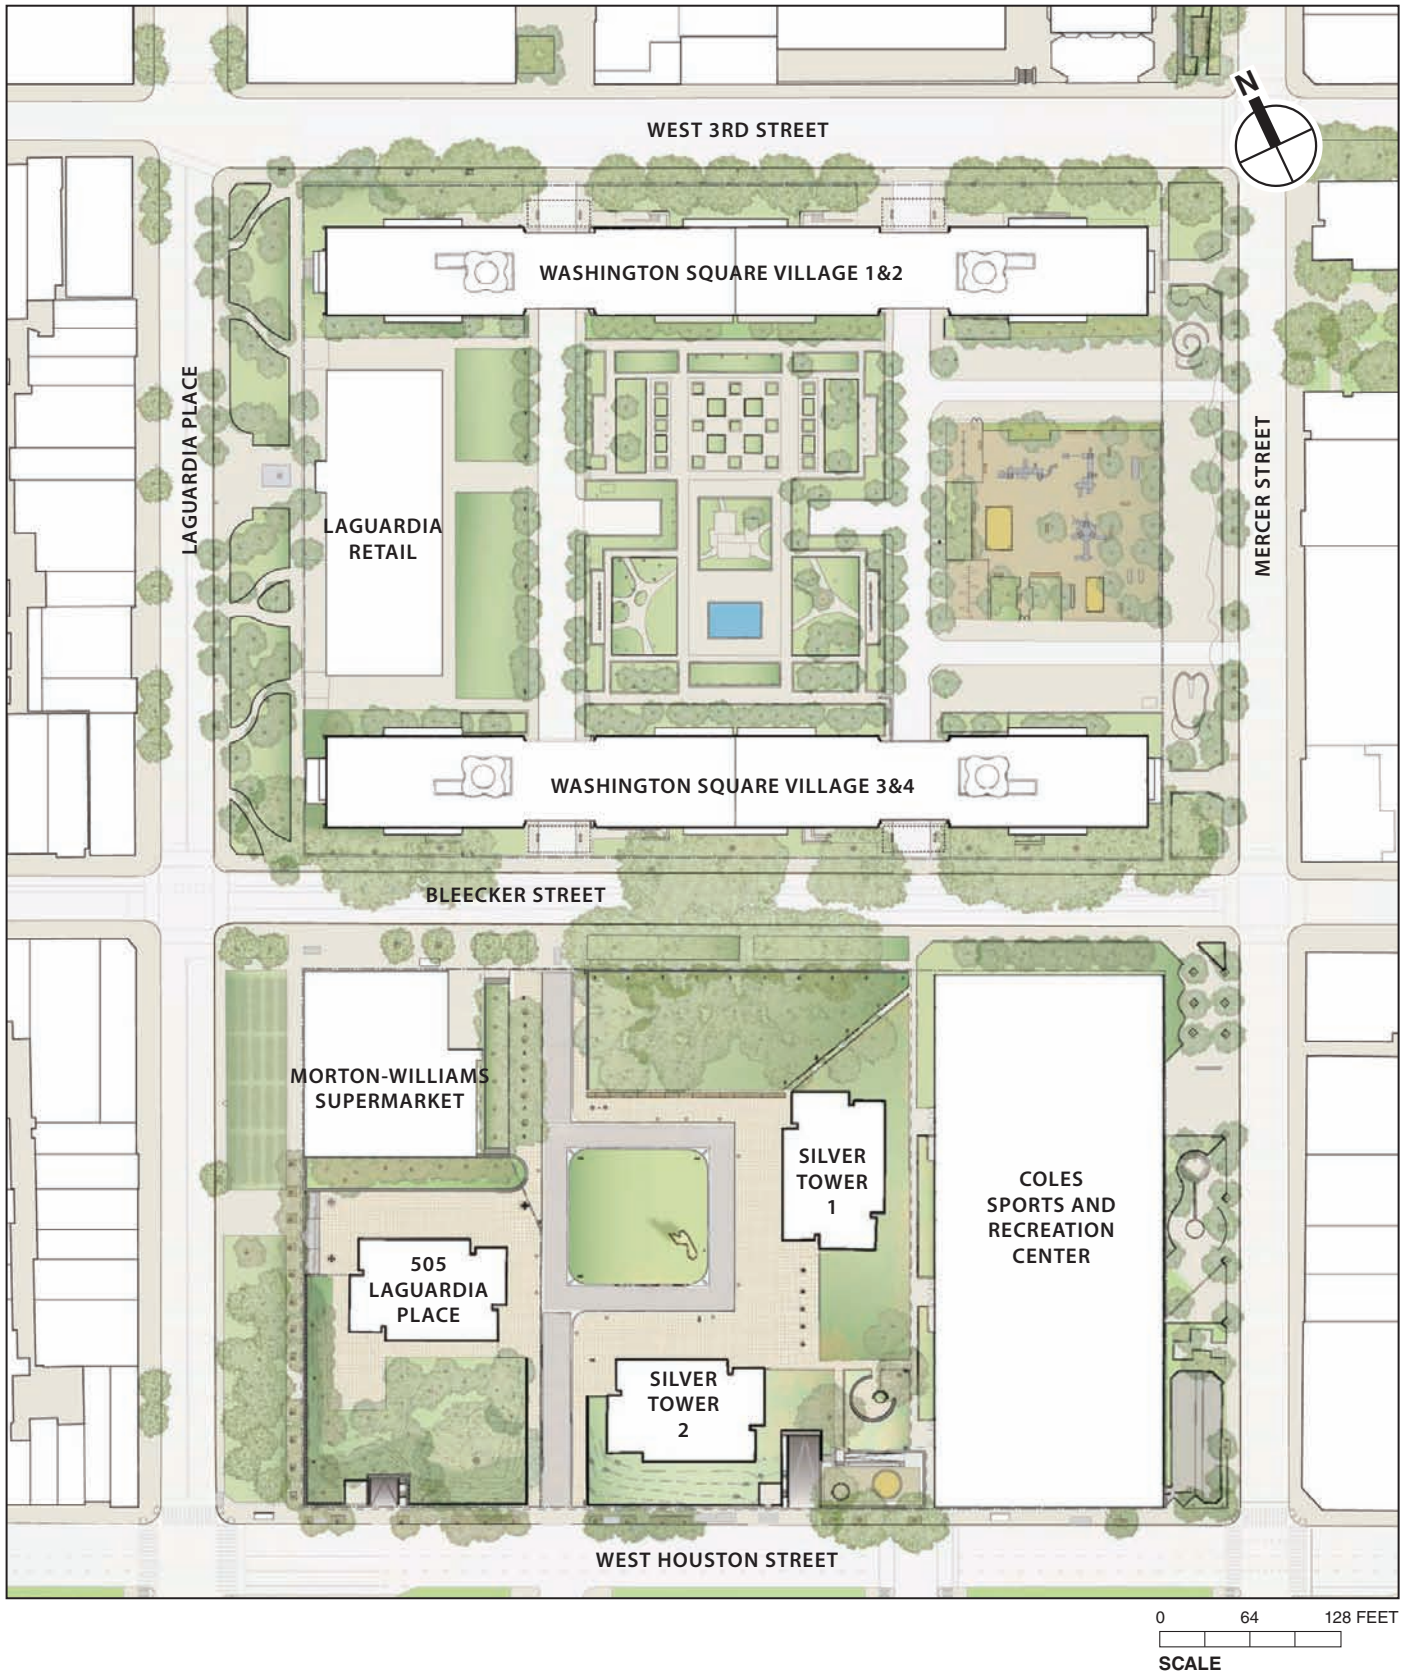 N
WEST 3RD STREET
WASHINGTON SQUARE VILLAGE 1&2
LAGUARDIA PLACE
MERCER STREET
LAGUARDIA
RETAIL
WASHINGTON SQUARE VILLAGE 3&4
BLEECKER STREET
MORTON-WILLIAMS
SUPERMARKET
SILVER
TOWER
1
COLES
SPORTS AND
RECREATION
CENTER
505
LAGUARDIA
PLACE
SILVER
TOWER
2
WEST HOUSTON STREET
0 64 128 FEET
SCALE